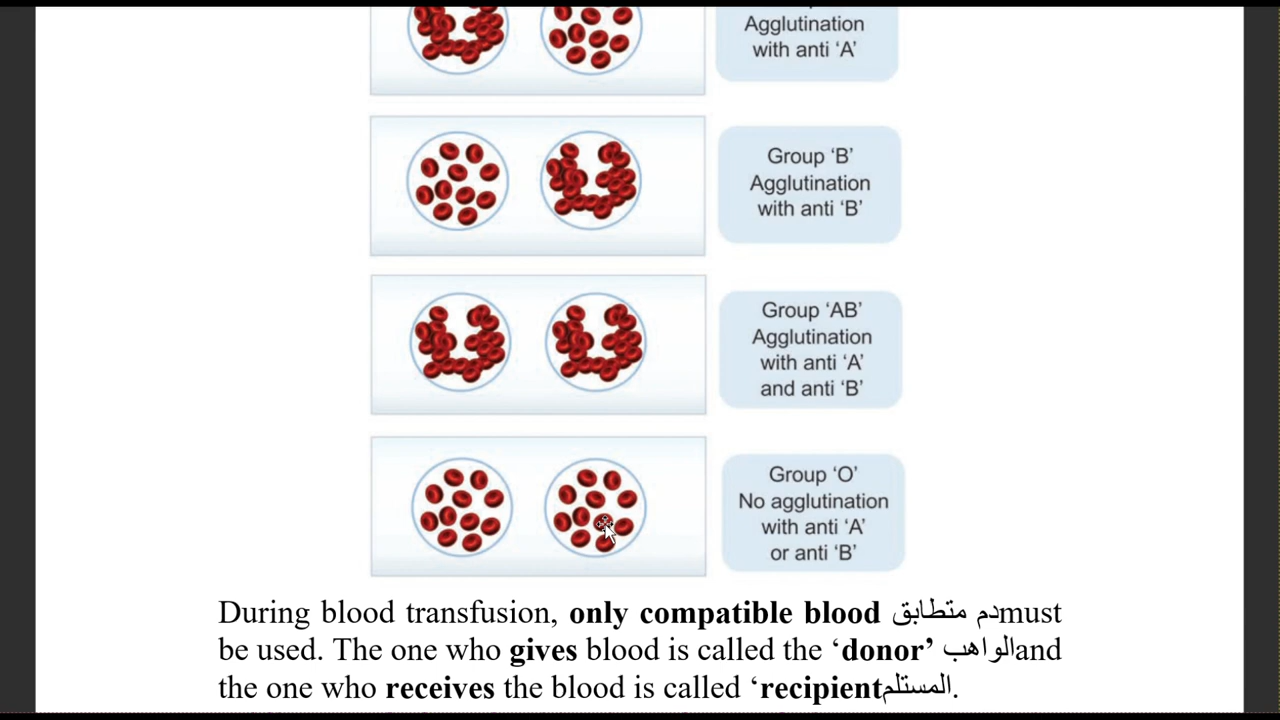 Agglutination
with anti ‘A’
Group ‘B’
Agglutination
with anti ‘B’
Group ‘AB’
Agglutination
with anti ‘A’
and anti ‘B’
Group ‘O’
No agglutination
with anti ‘A’
or anti ‘B’
During blood transfusion, only compatible blood دم متطابق must
be used. The one who gives blood is called the ‘donor’ الواهب and
the one who receives the blood is called ‘recipient المستلم.